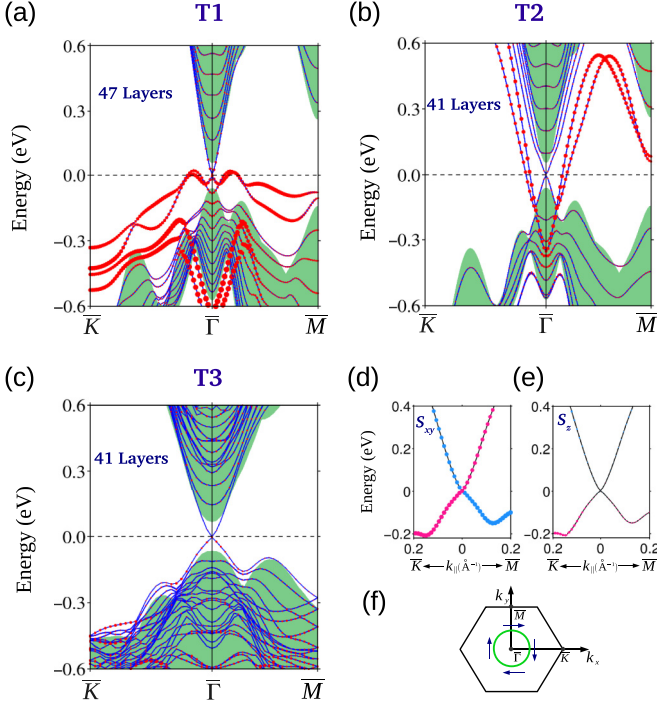 (a) T1
0.6
0.3
0.0
−0.3
−0.6
Energy (eV)
47 Layers
K Γ M
(b) T2
0.6
0.3
0.0
−0.3
−0.6
Energy (eV)
41 Layers
K Γ M
(c) T3
0.6
0.3
0.0
−0.3
−0.6
Energy (eV)
41 Layers
K Γ M
(d)
S_xy
0.4
0.2
0
−0.2
Energy (eV)
0.2 0 0.2
K k||(Å⁻¹) M
(e)
S_z
0.4
0.2
0
−0.2
0.2 0 0.2
K k||(Å⁻¹) M
(f)
k_y
M
Γ K k_x